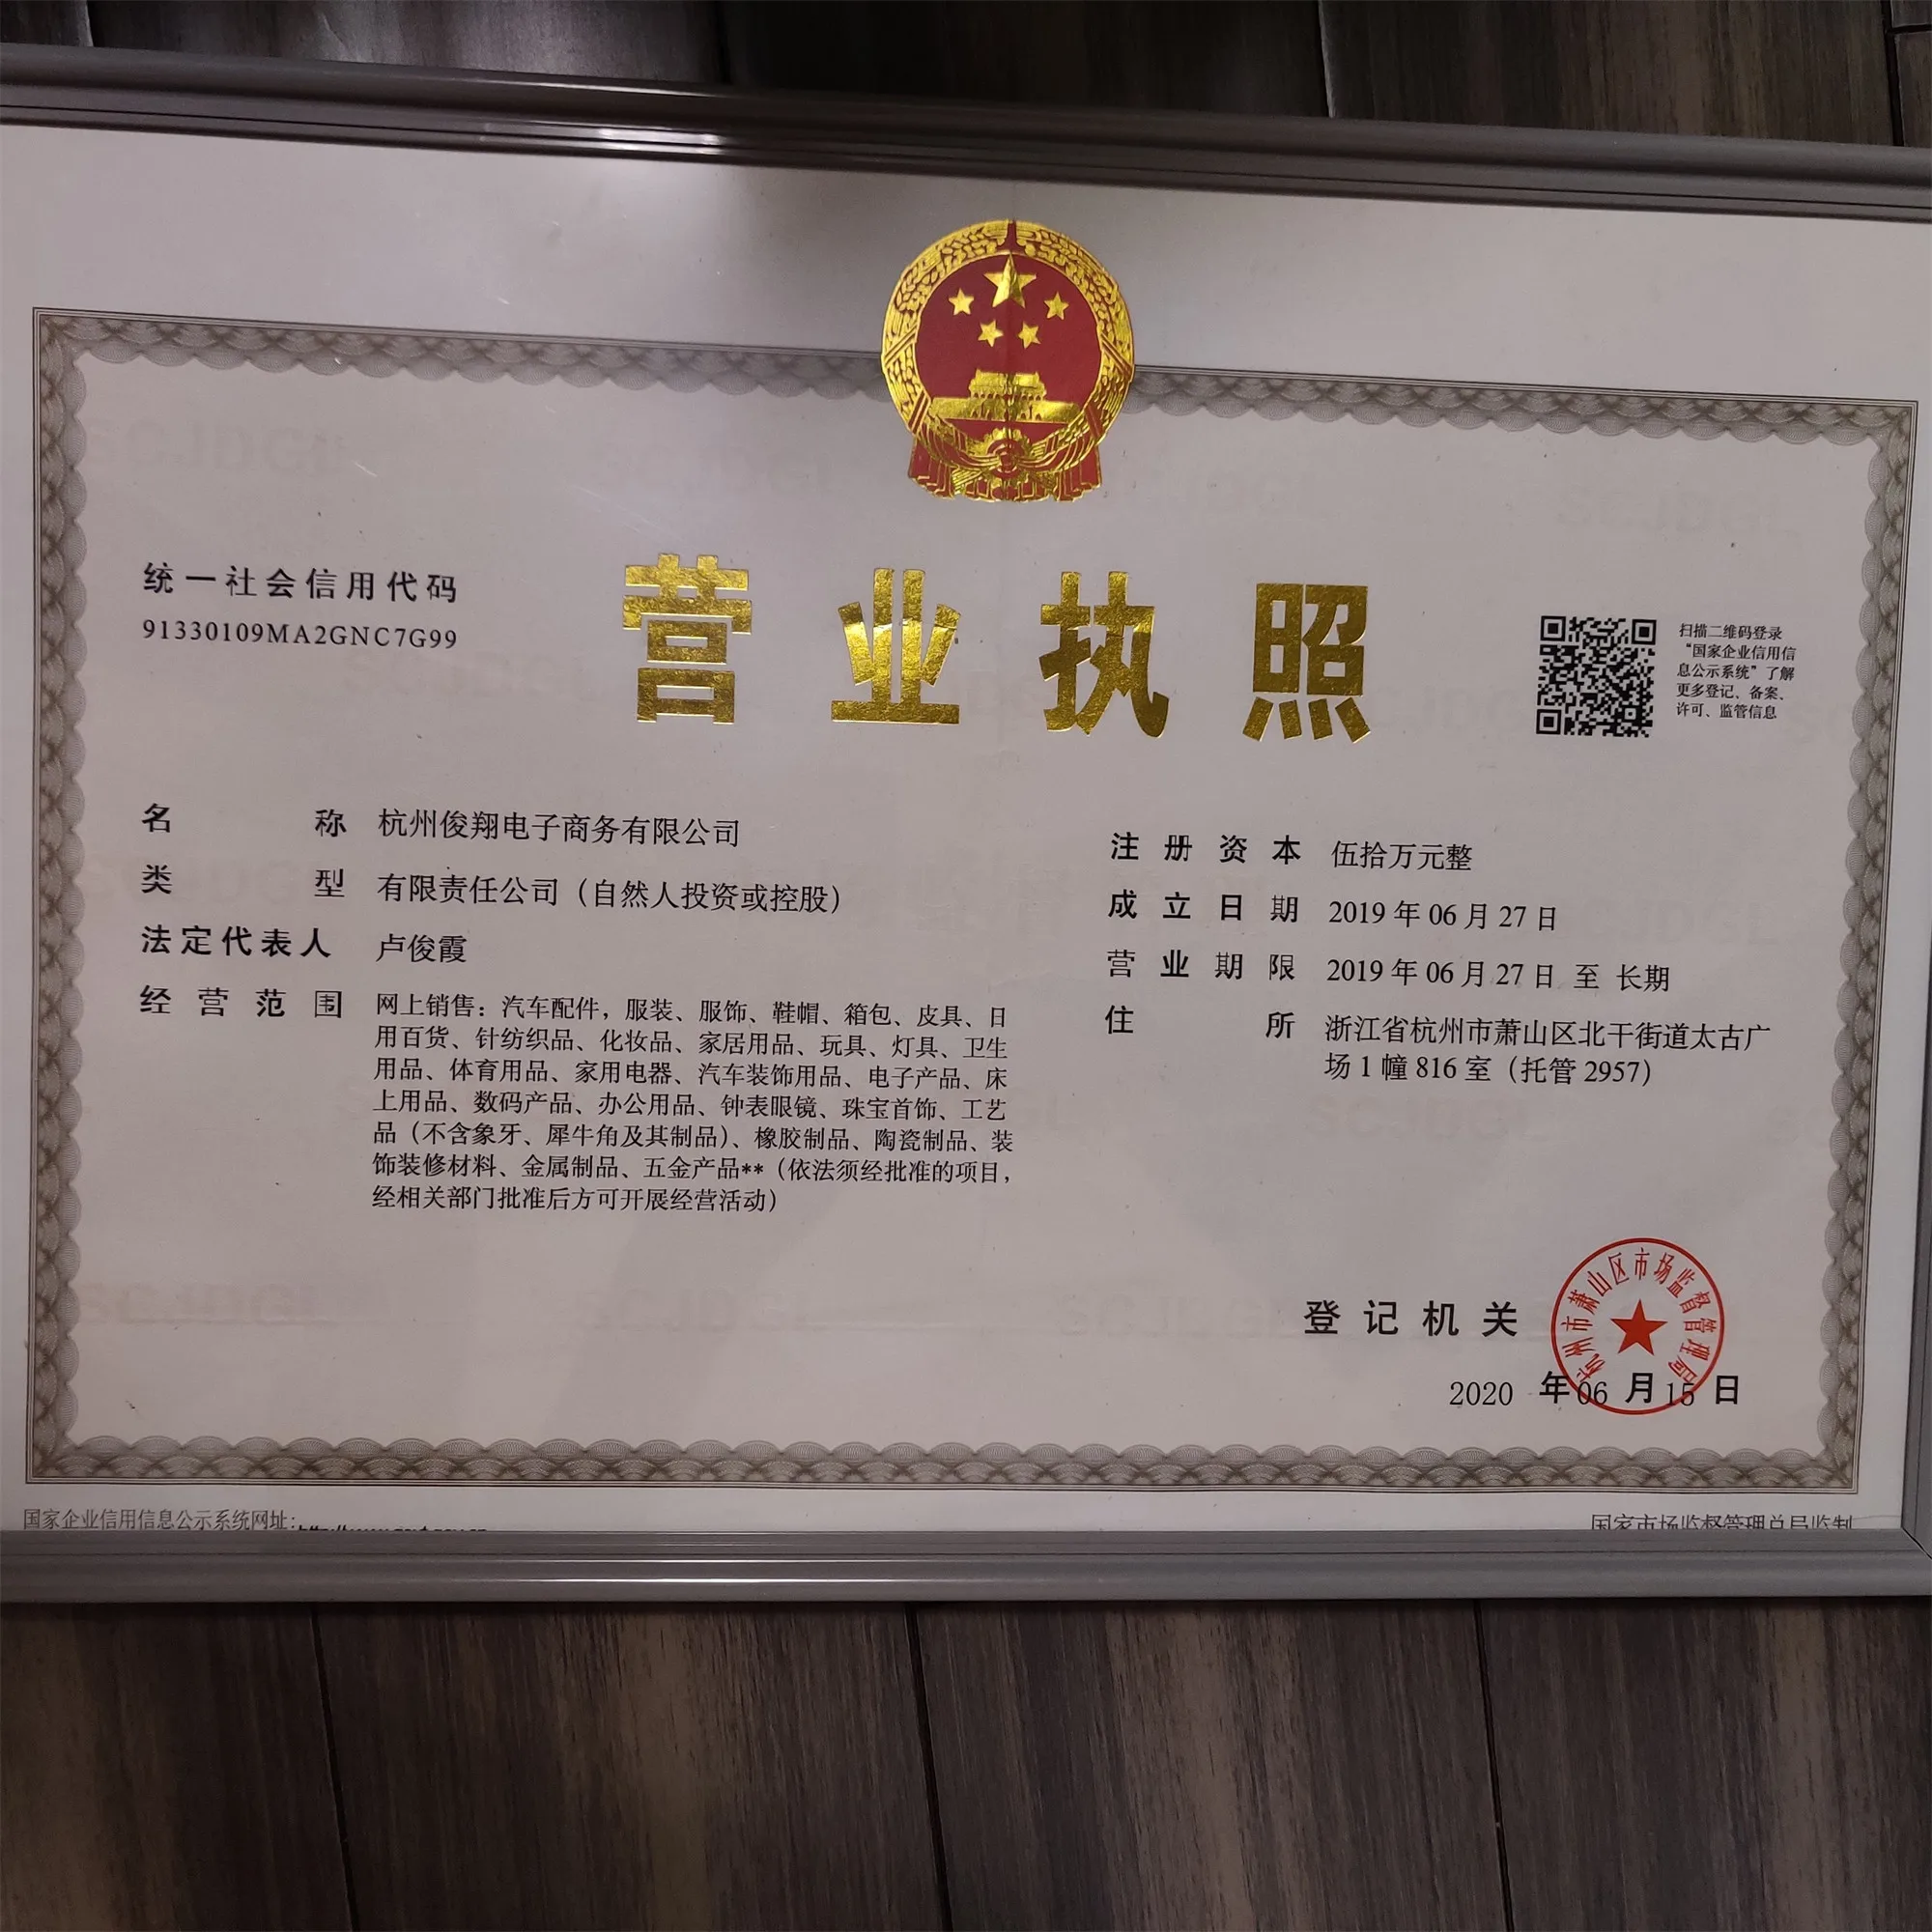 统一社会信用代码
91330109MA2GNC7G99
营业执照
扫描二维码登录
“国家企业信用信
息公示系统”了解
更多登记、备案、
许可、监管信息
名称 杭州俊翔电子商务有限公司
类型 有限责任公司（自然人投资或控股）
法定代表人 卢俊霞
经营范围 网上销售：汽车配件，服装、服饰、鞋帽、箱包、皮具、日
用百货、针纺织品、化妆品、家居用品、玩具、灯具、卫生
用品、体育用品、家用电器、汽车装饰用品、电子产品、床
上用品、数码产品、办公用品、钟表眼镜、珠宝首饰、工艺
品（不含象牙、犀牛角及其制品）、橡胶制品、陶瓷制品、装
饰装修材料、金属制品、五金产品**（依法须经批准的项目，
经相关部门批准后方可开展经营活动）
注册资本 伍拾万元整
成立日期 2019年06月27日
营业期限 2019年06月27日至长期
住所 浙江省杭州市萧山区北干街道太古广
场1幢816室（托管2957）
登记机关
杭州市萧山区市场监督管理局
2020年06月15日
国家企业信用信息公示系统网址：
国家市场监督管理总局监制